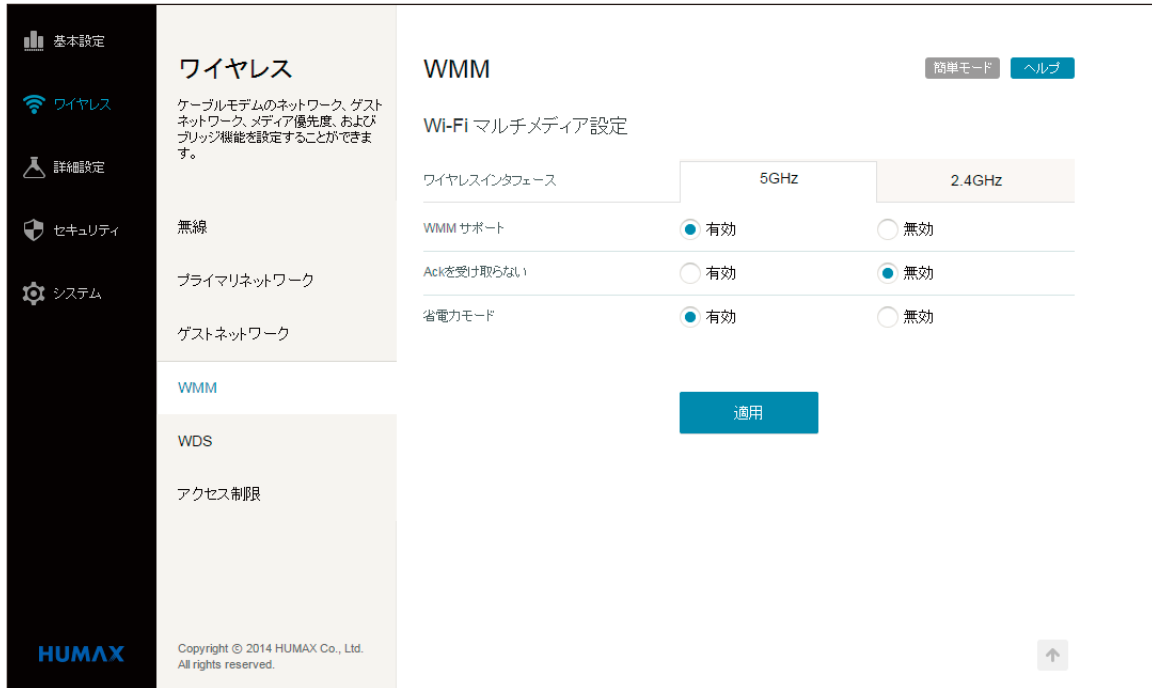 基本設定
ワイヤレス
詳細設定
セキュリティ
システム
HUMAX
ワイヤレス
ケーブルモデムのネットワーク、ゲスト
ネットワーク、メディア優先度、および
ブリッジ機能を設定することができま
す。
無線
プライマリネットワーク
ゲストネットワーク
WMM
WDS
アクセス制限
Copyright © 2014 HUMAX Co., Ltd.
All rights reserved.
WMM
簡単モード ヘルプ
Wi-Fi マルチメディア設定
ワイヤレスインタフェース 5GHz 2.4GHz
WMM サポート 有効 無効
Ackを受け取らない 有効 無効
省電力モード 有効 無効
適用